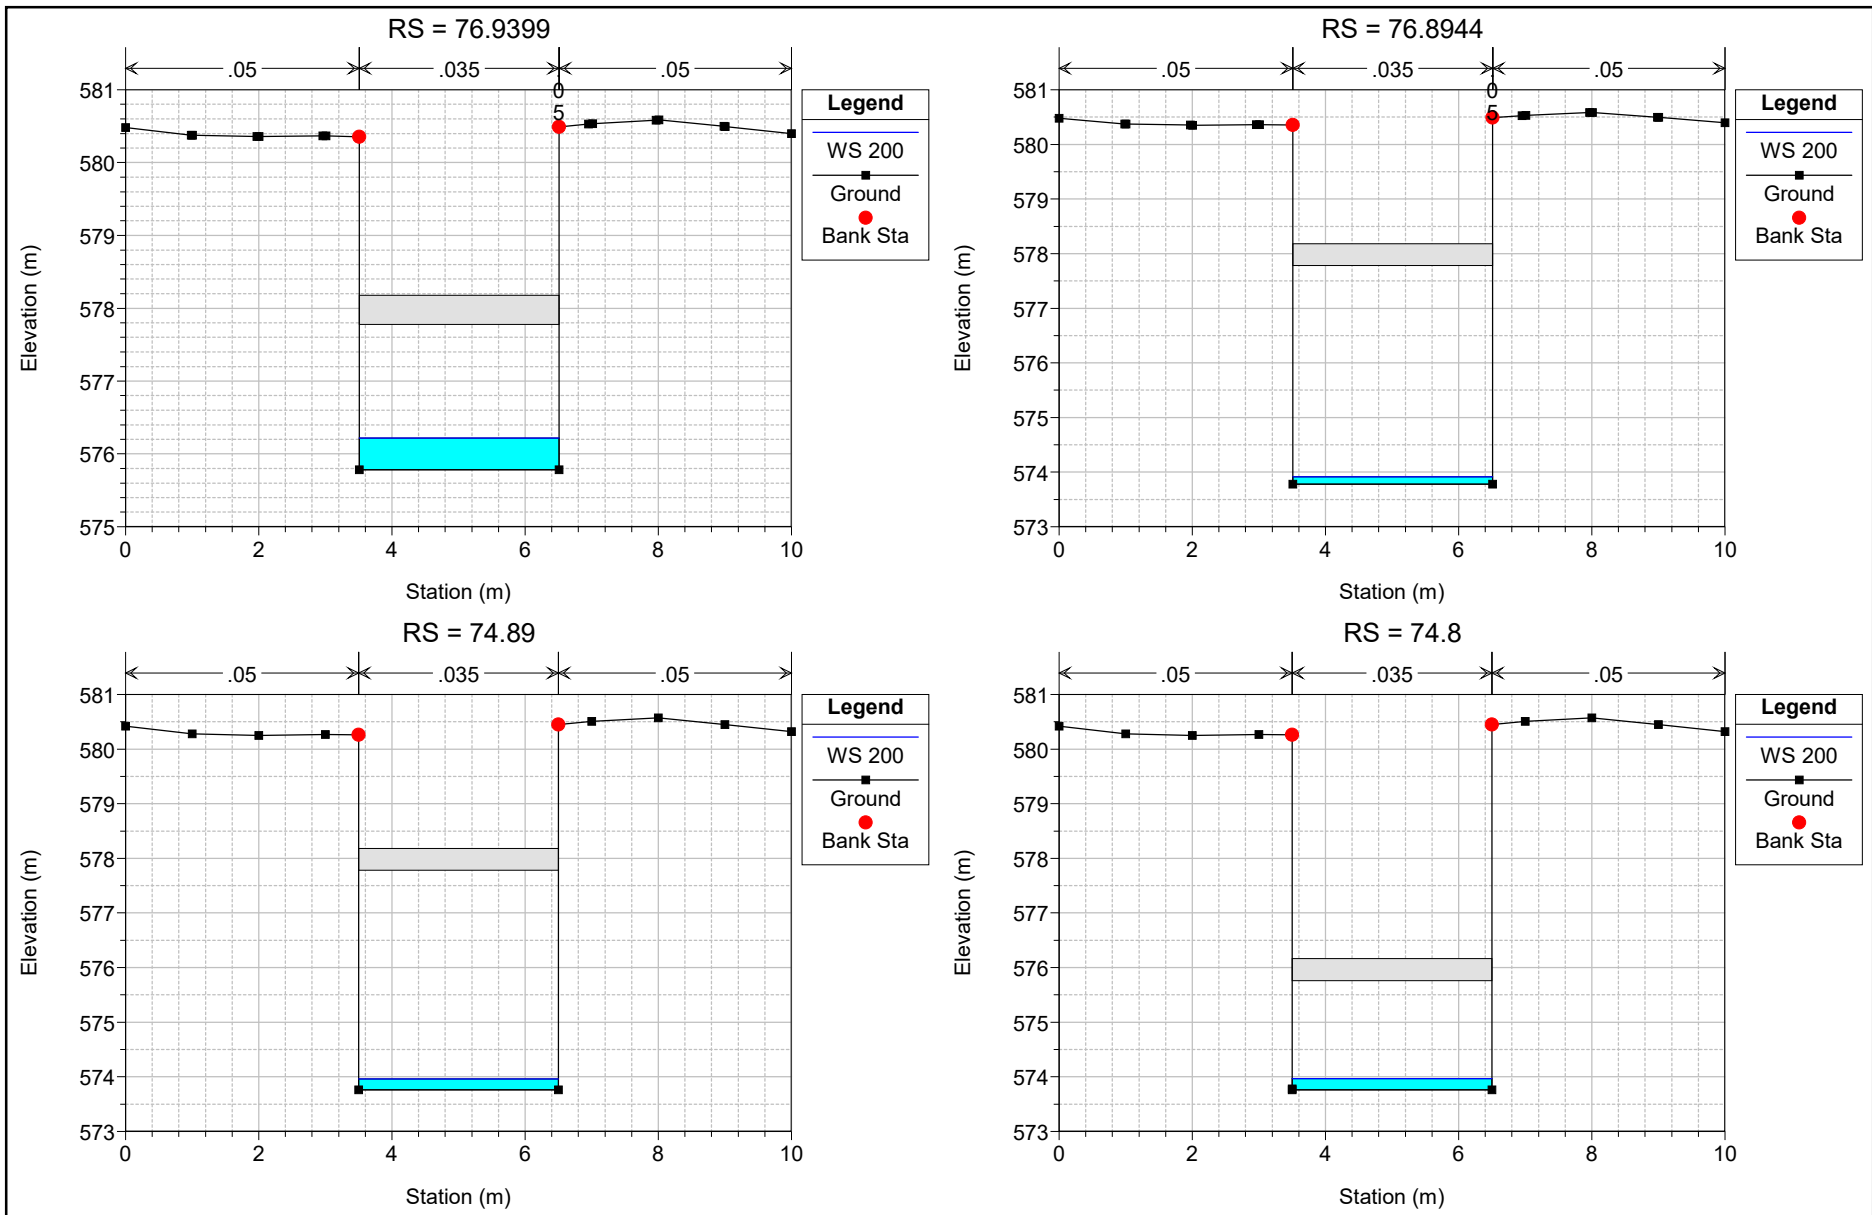 RS = 76.9399
.05
.035
.05
0
5
581
580
579
578
577
576
575
0
2
4
6
8
10
Elevation (m)
Station (m)
Legend
WS 200
Ground
Bank Sta
RS = 76.8944
.05
.035
.05
0
5
581
580
579
578
577
576
575
574
573
0
2
4
6
8
10
Elevation (m)
Station (m)
Legend
WS 200
Ground
Bank Sta
RS = 74.89
.05
.035
.05
581
580
579
578
577
576
575
574
573
0
2
4
6
8
10
Elevation (m)
Station (m)
Legend
WS 200
Ground
Bank Sta
RS = 74.8
.05
.035
.05
581
580
579
578
577
576
575
574
573
0
2
4
6
8
10
Elevation (m)
Station (m)
Legend
WS 200
Ground
Bank Sta